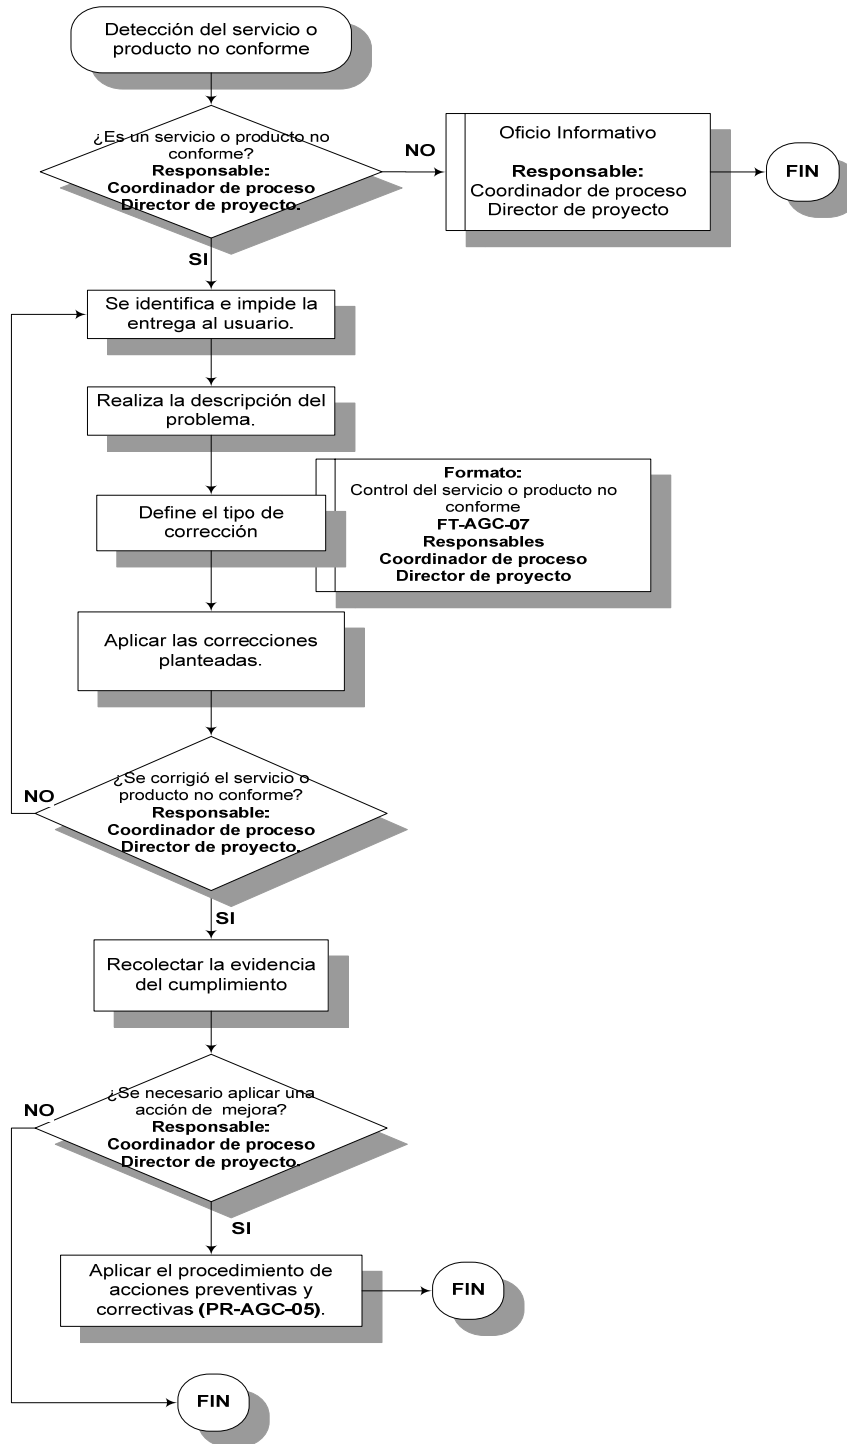 Detección del servicio o
producto no conforme
¿Es un servicio o producto no
conforme?
Responsable:
Coordinador de proceso
Director de proyecto.
NO
Oficio Informativo
Responsable:
Coordinador de proceso
Director de proyecto
FIN
SI
Se identifica e impide la
entrega al usuario.
Realiza la descripción del
problema.
Define el tipo de
corrección
Formato:
Control del servicio o producto no
conforme
FT-AGC-07
Responsables
Coordinador de proceso
Director de proyecto
Aplicar las correcciones
planteadas.
¿Se corrigió el servicio o
producto no conforme?
Responsable:
Coordinador de proceso
Director de proyecto.
NO
SI
Recolectar la evidencia
del cumplimiento
¿Se necesario aplicar una
acción de mejora?
Responsable:
Coordinador de proceso
Director de proyecto.
NO
SI
Aplicar el procedimiento de
acciones preventivas y
correctivas (PR-AGC-05).
FIN
FIN